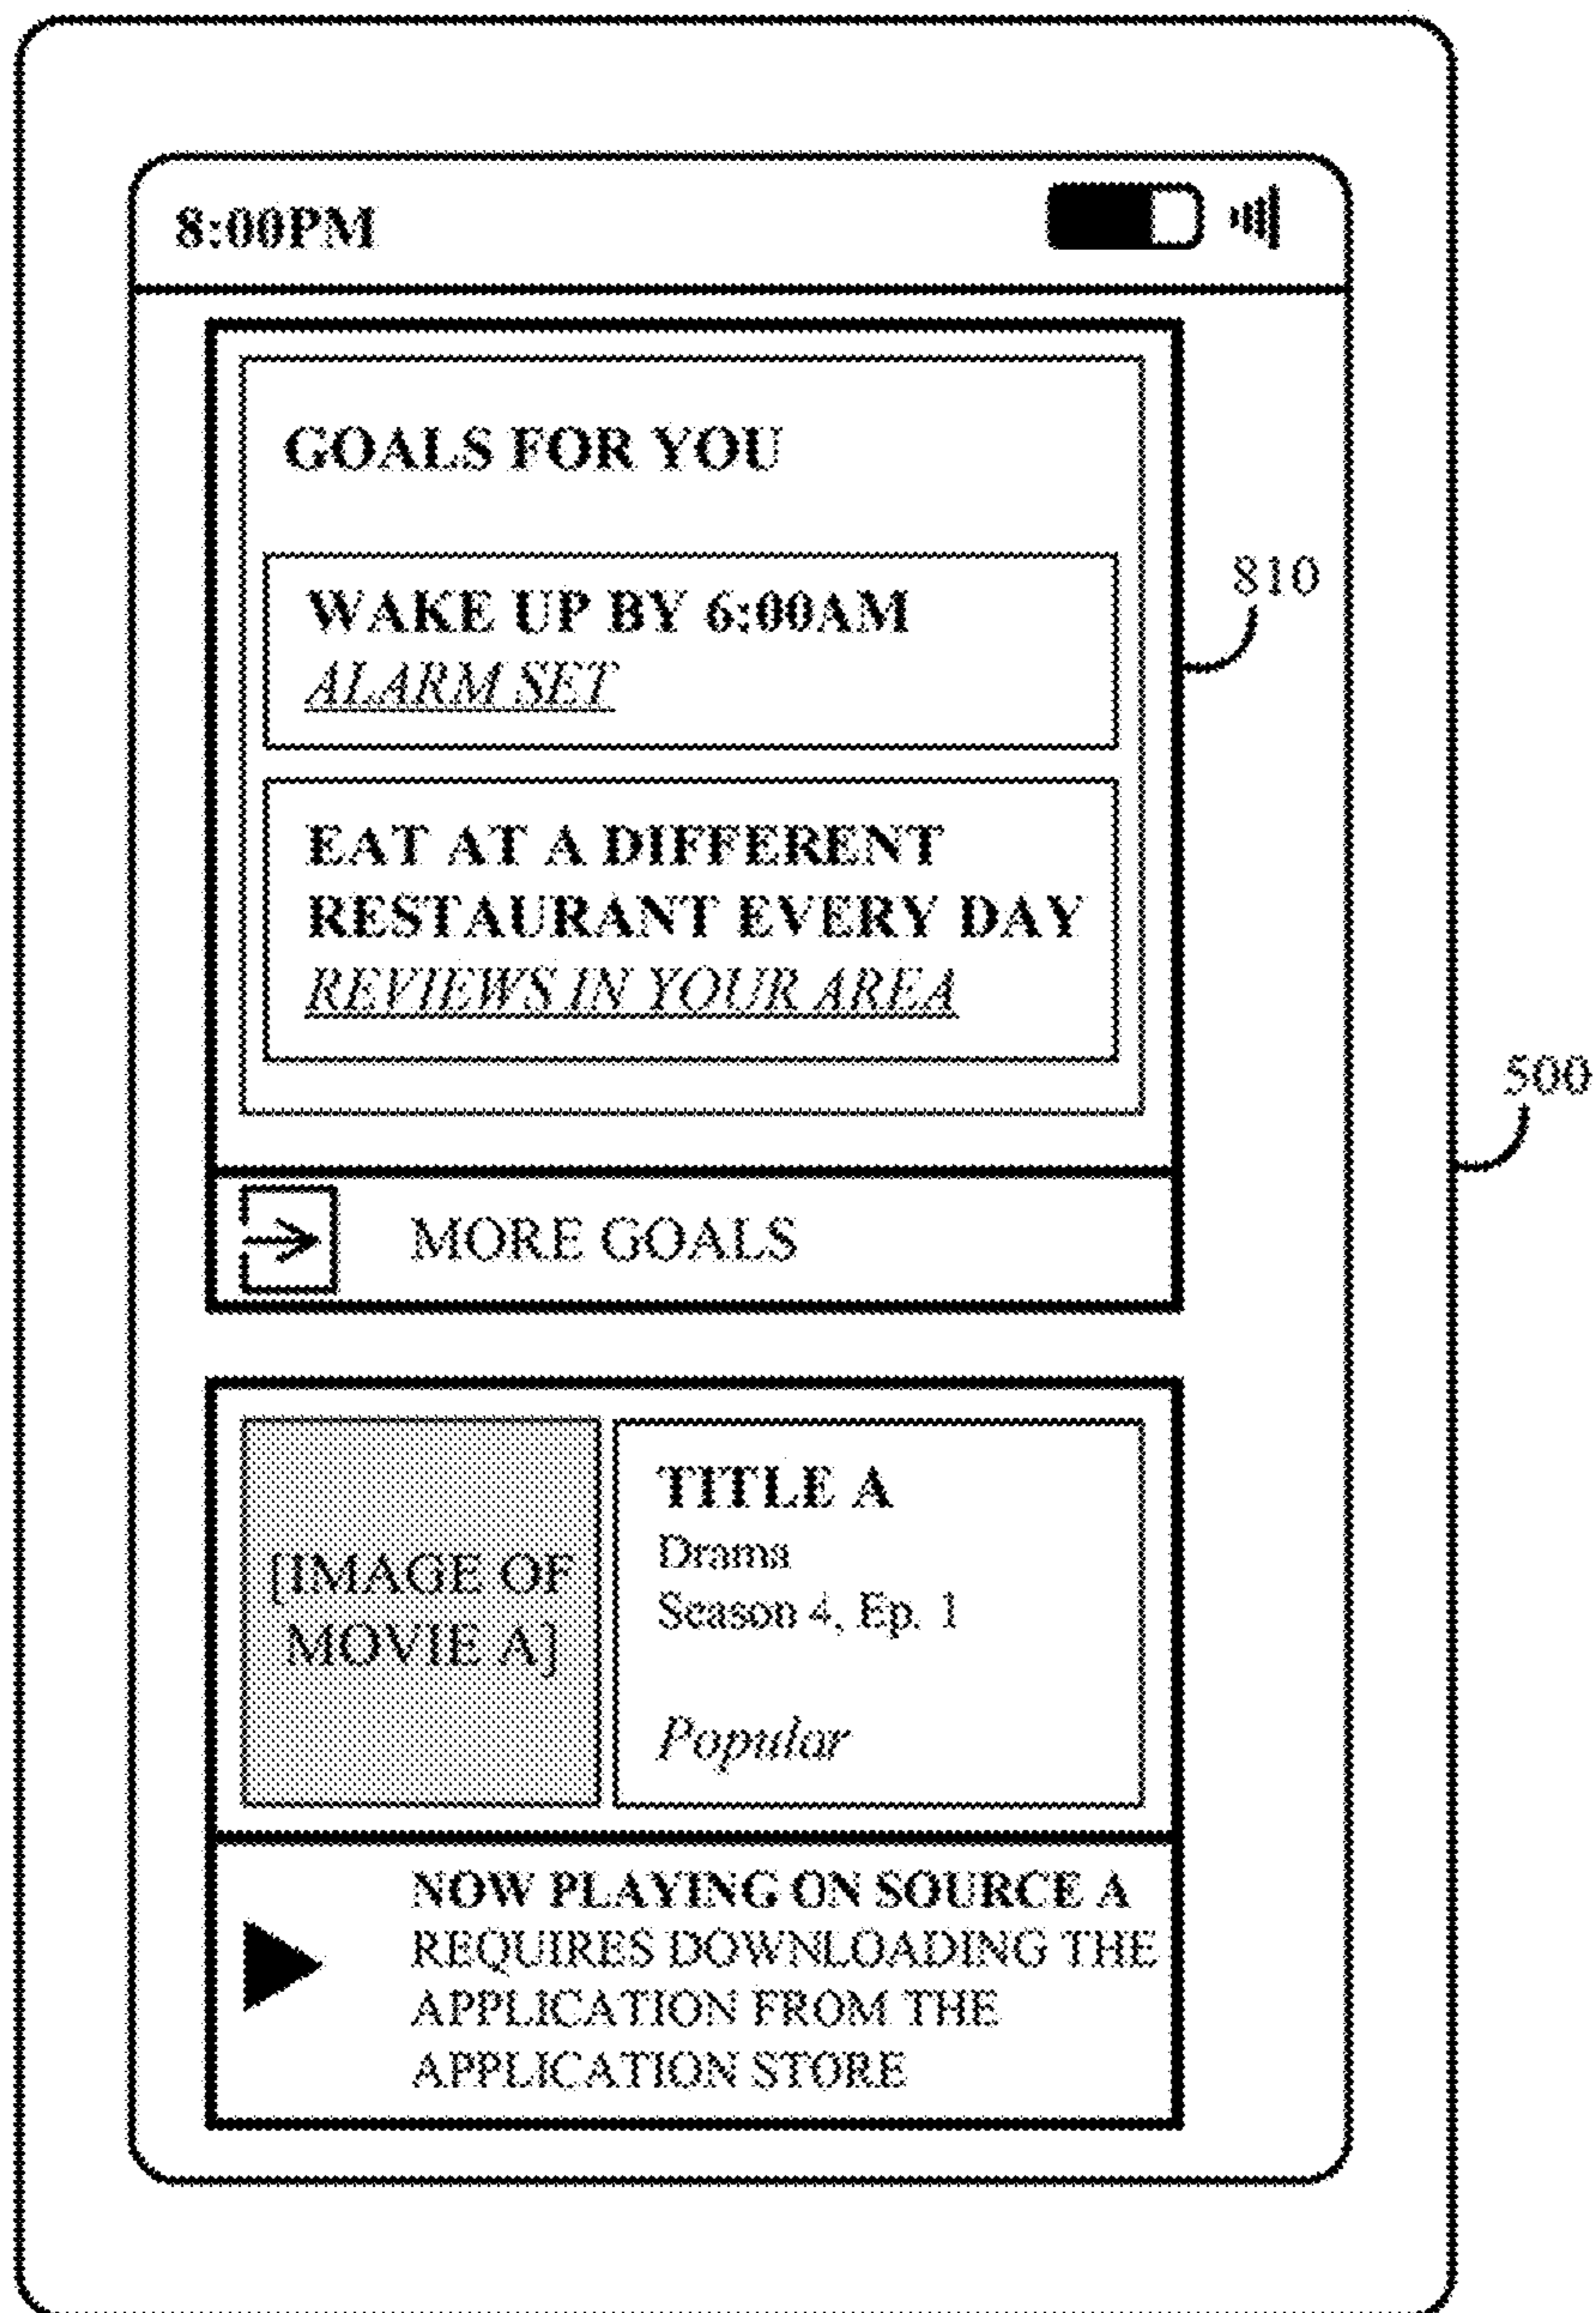 8:00PM
GOALS FOR YOU
WAKE UP BY 6:00AM
ALARM SET
810
EAT AT A DIFFERENT
RESTAURANT EVERY DAY
REVIEWS IN YOUR AREA
500
MORE GOALS
[IMAGE OF
MOVIE A]
TITLE A
Drama
Season 4, Ep. 1
Popular
NOW PLAYING ON SOURCE A
REQUIRES DOWNLOADING THE
APPLICATION FROM THE
APPLICATION STORE